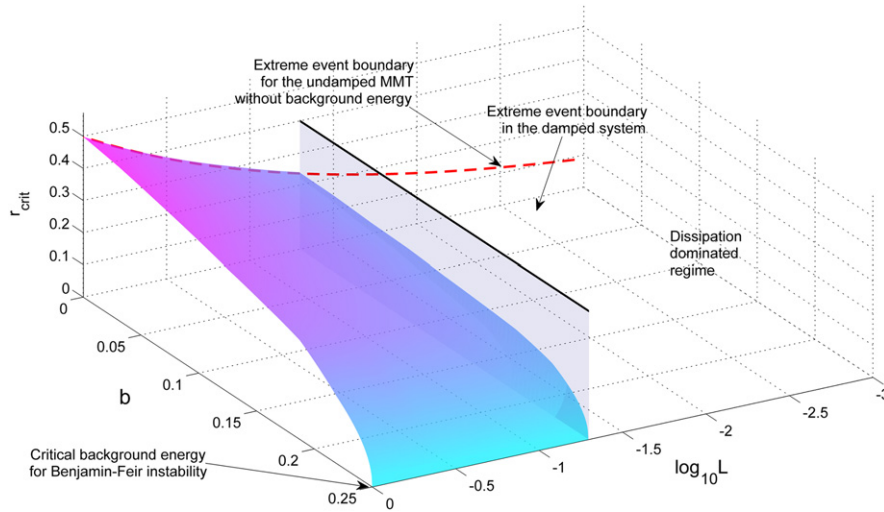 Extreme event boundary
for the undamped MMT
without background energy
Extreme event boundary
in the damped system
Dissipation
dominated
regime
r_crit
0.5
0.4
0.3
0.2
0.1
0
0
0.05
0.1
0.15
0.2
0.25
b
Critical background energy
for Benjamin-Feir instability
0
-0.5
-1
-1.5
-2
-2.5
-3
log_10L